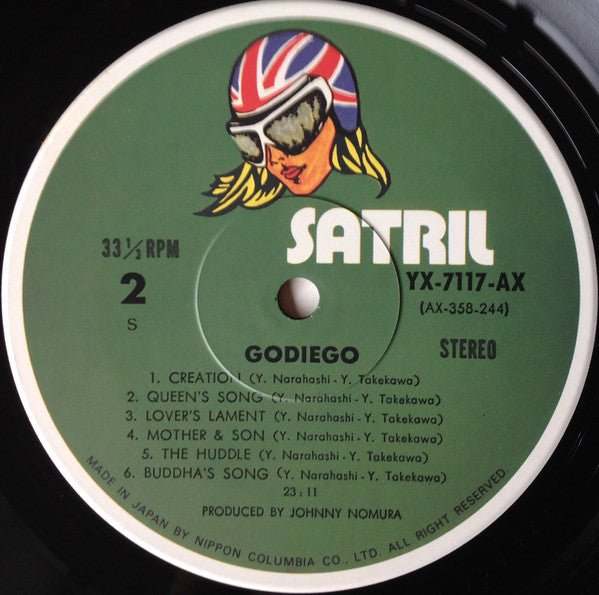 SATRIL
33 1/3 RPM
2
S
YX-7117-AX
(AX-358-244)
STEREO
GODIEGO
1. CREATION (Y. Narahashi - Y. Takekawa)
2. QUEEN'S SONG (Y. Narahashi - Y. Takekawa)
3. LOVER'S LAMENT (Y. Narahashi - Y. Takekawa)
4. MOTHER & SON (Y. Narahashi - Y. Takekawa)
5. THE HUDDLE (Y. Narahashi - Y. Takekawa)
6. BUDDHA'S SONG (Y. Narahashi - Y. Takekawa)
23:11
PRODUCED BY JOHNNY NOMURA
MADE IN JAPAN BY NIPPON COLUMBIA CO., LTD. ALL RIGHT RESERVED.